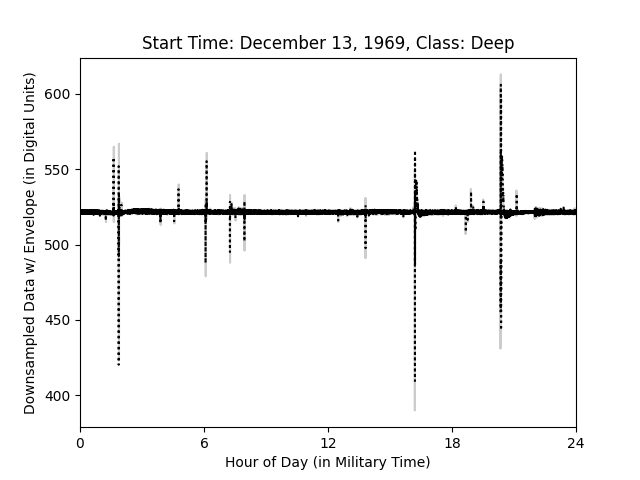 Start Time: December 13, 1969, Class: Deep
Downsampled Data w/ Envelope (in Digital Units)
600
550
500
450
400
0 6 12 18 24
Hour of Day (in Military Time)